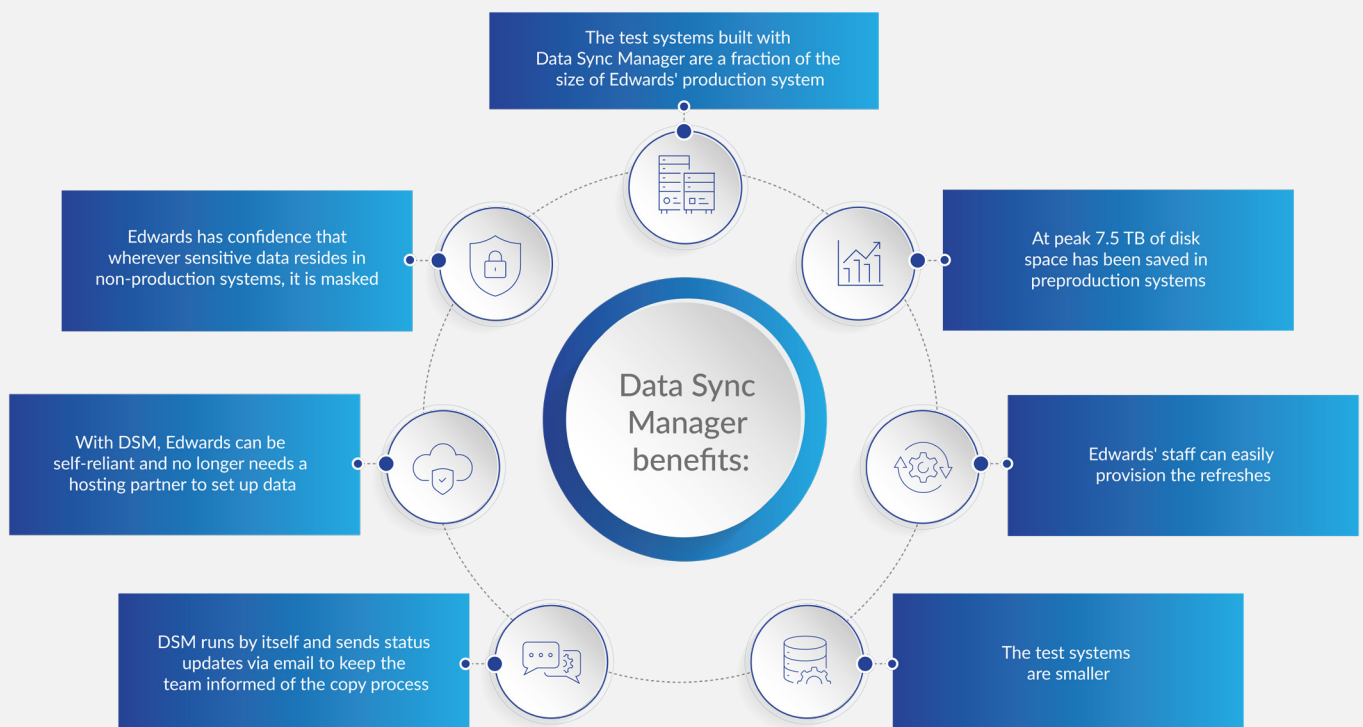 The test systems built with
Data Sync Manager are a fraction of the
size of Edwards' production system
Edwards has confidence that
wherever sensitive data resides in
non-production systems, it is masked
At peak 7.5 TB of disk
space has been saved in
preproduction systems
Data Sync
Manager
benefits:
With DSM, Edwards can be
self-reliant and no longer needs a
hosting partner to set up data
Edwards' staff can easily
provision the refreshes
DSM runs by itself and sends status
updates via email to keep the
team informed of the copy process
The test systems
are smaller